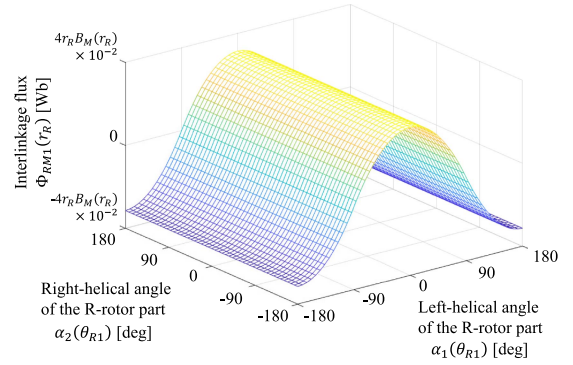 4r_R B_M(r_R)
× 10⁻²
0
-4r_R B_M(r_R)
× 10⁻²
Interlinkage flux
Φ_RM1(r_R) [Wb]
180
90
0
-90
-180
Right-helical angle
of the R-rotor part
α₂(θ_R1) [deg]
-180
-90
0
90
180
Left-helical angle
of the R-rotor part
α₁(θ_R1) [deg]